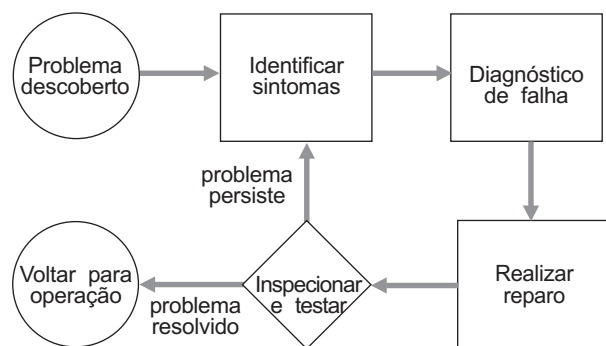 Problema
descoberto
Identificar
sintomas
Diagnóstico
de falha
problema
persiste
Voltar para
operação
problema
resolvido
Inspecionar
e testar
Realizar
reparo